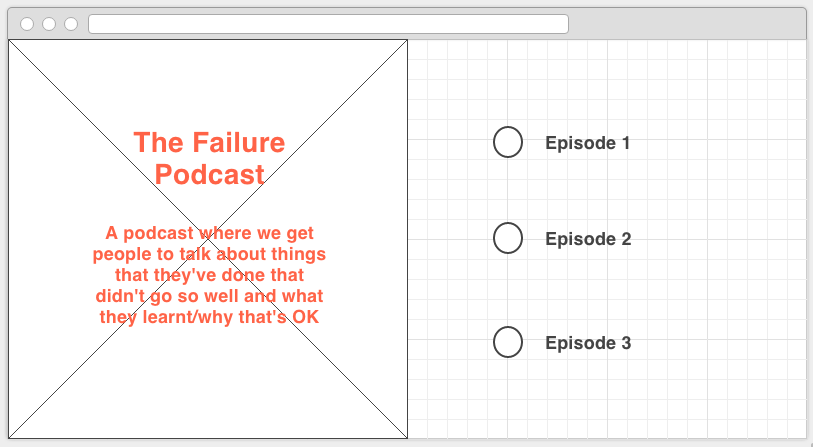 The Failure
Podcast
A podcast where we get
people to talk about things
that they've done that
didn't go so well and what
they learnt/why that's OK
Episode 1
Episode 2
Episode 3